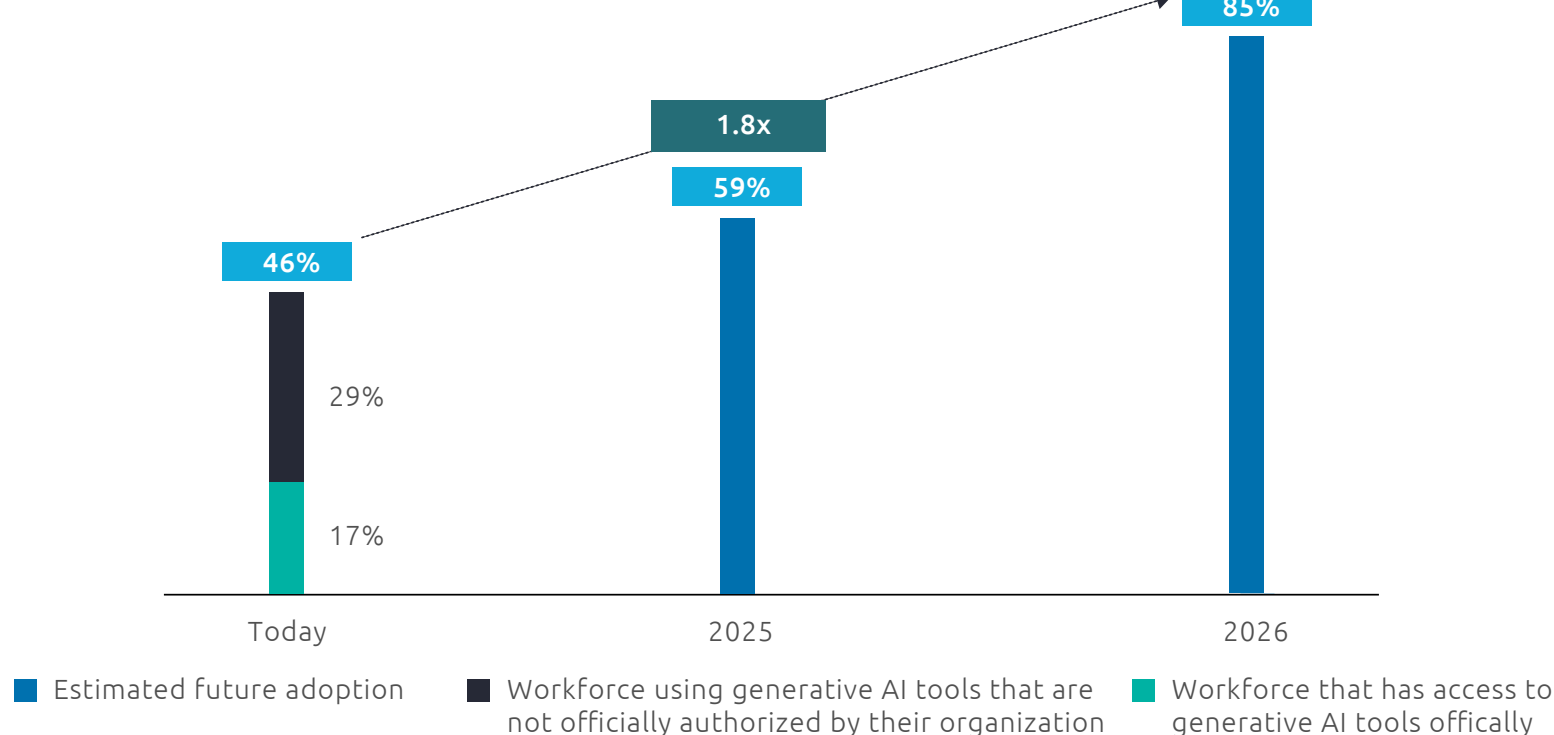 85%
1.8x
59%
46%
29%
17%
Today
2025
2026
Estimated future adoption
Workforce using generative AI tools that are
not officially authorized by their organization
Workforce that has access to
generative AI tools offically